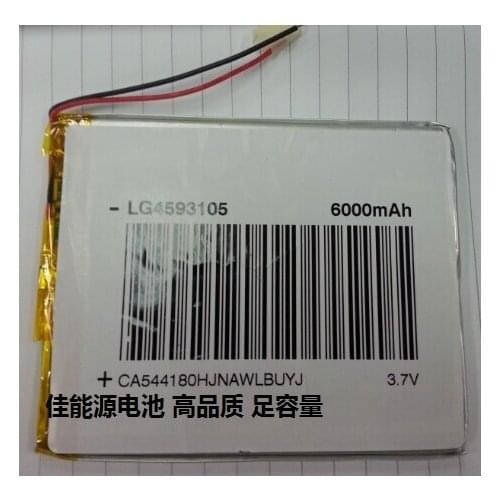 - LG4593105 6000mAh
+ CA544180HJNAWLBUYJ 3.7V
佳能源电池 高品质 足容量